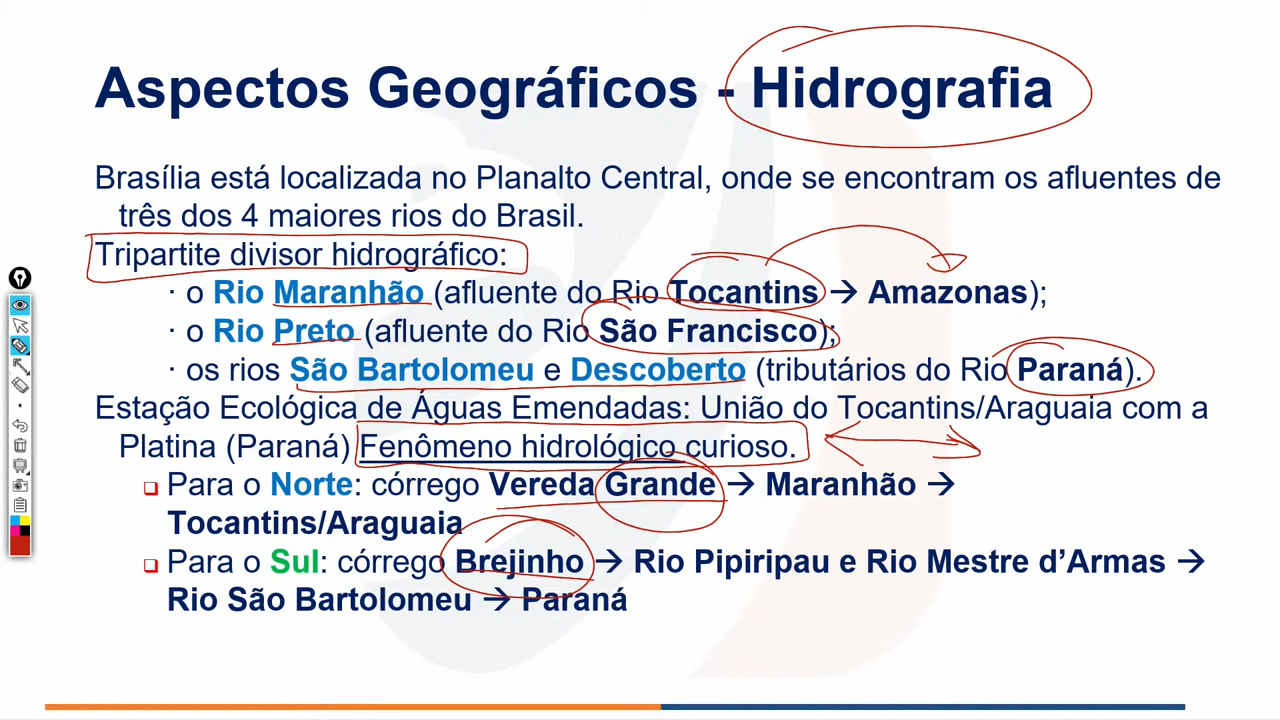 Aspectos Geográficos - Hidrografia
Brasília está localizada no Planalto Central, onde se encontram os afluentes de
três dos 4 maiores rios do Brasil.
Tripartite divisor hidrográfico:
· o Rio Maranhão (afluente do Rio Tocantins → Amazonas);
· o Rio Preto (afluente do Rio São Francisco);
· os rios São Bartolomeu e Descoberto (tributários do Rio Paraná).
Estação Ecológica de Águas Emendadas: União do Tocantins/Araguaia com a
Platina (Paraná) Fenômeno hidrológico curioso.
❑ Para o Norte: córrego Vereda Grande → Maranhão →
Tocantins/Araguaia
❑ Para o Sul: córrego Brejinho → Rio Pipiripau e Rio Mestre d’Armas →
Rio São Bartolomeu → Paraná